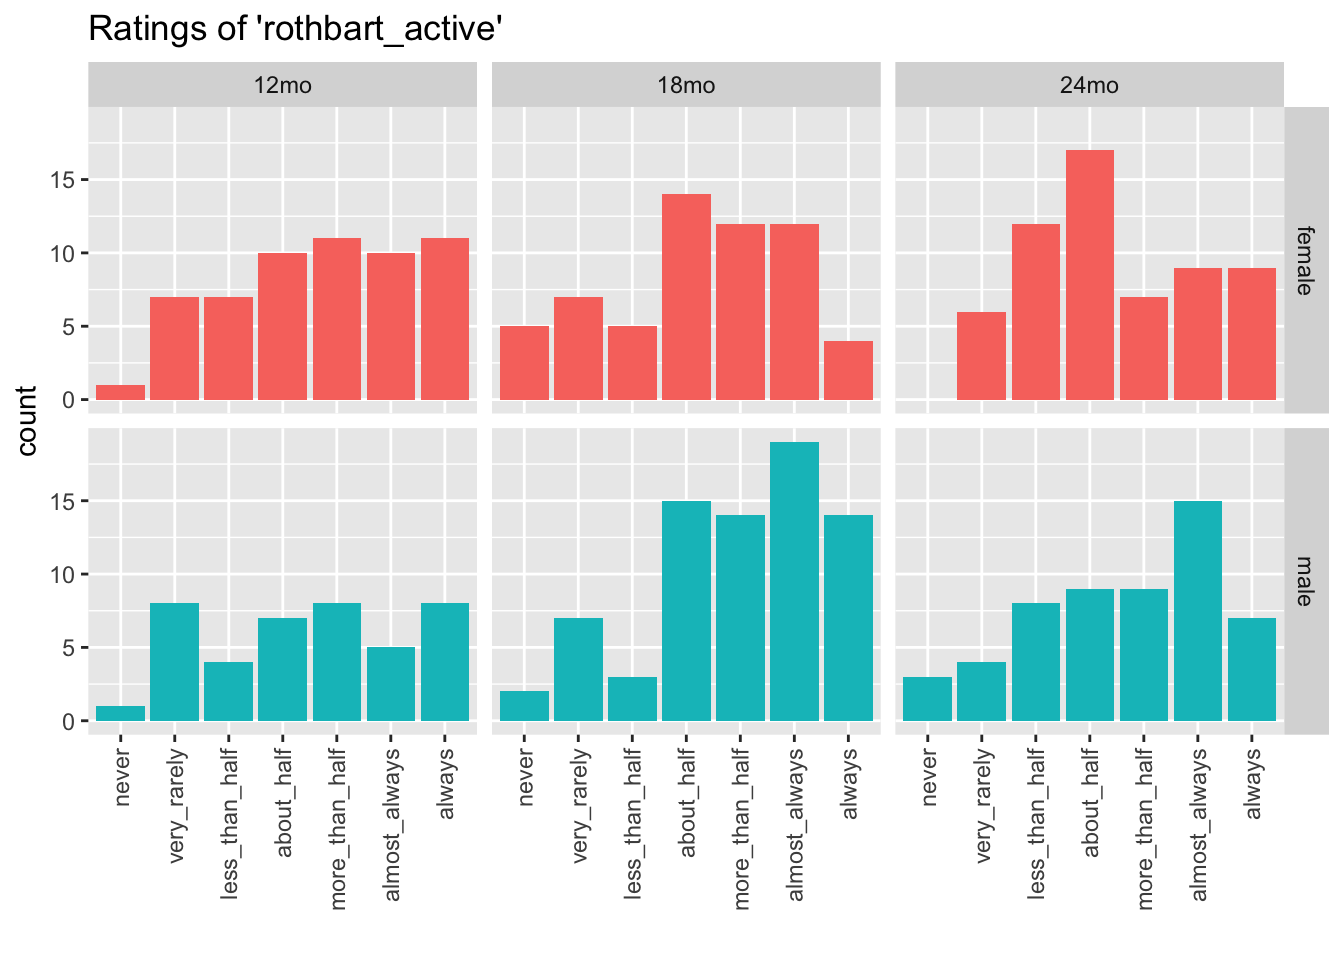 Ratings of 'rothbart_active'
12mo
18mo
24mo
count
15
10
5
0
female
15
10
5
0
male
never
very_rarely
less_than_half
about_half
more_than_half
almost_always
always
never
very_rarely
less_than_half
about_half
more_than_half
almost_always
always
never
very_rarely
less_than_half
about_half
more_than_half
almost_always
always